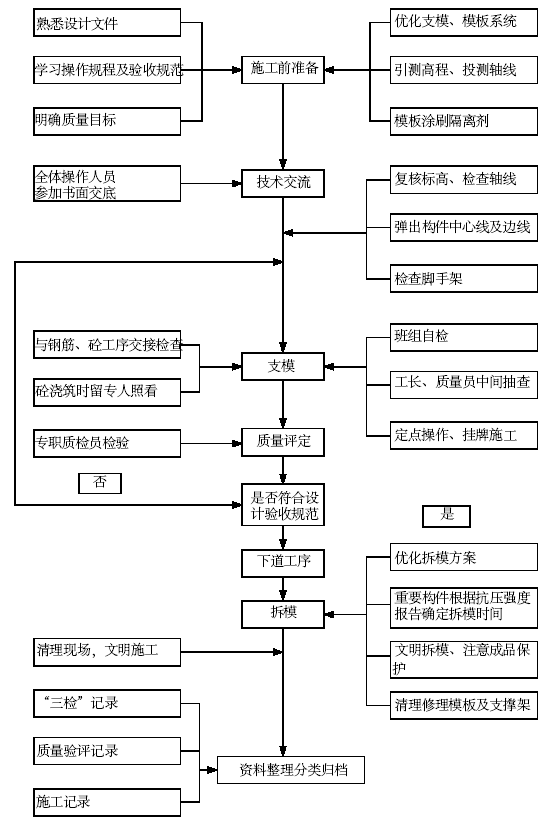 熟悉设计文件
学习操作规程及验收规范
明确质量目标
施工前准备
优化支模、模板系统
引测高程、投测轴线
模板涂刷隔离剂
全体操作人员
参加书面交底
技术交流
复核标高、检查轴线
弹出构件中心线及边线
检查脚手架
与钢筋、砼工序交接检查
砼浇筑时留专人照看
支模
班组自检
工长、质量员中间抽查
定点操作、挂牌施工
专职质检员检验
质量评定
否
是否符合设
计验收规范
是
下道工序
拆模
优化拆模方案
重要构件根据抗压强度
报告确定拆模时间
文明拆模、注意成品保
护
清理修理模板及支撑架
清理现场，文明施工
“三检”记录
质量验评记录
施工记录
资料整理分类归档